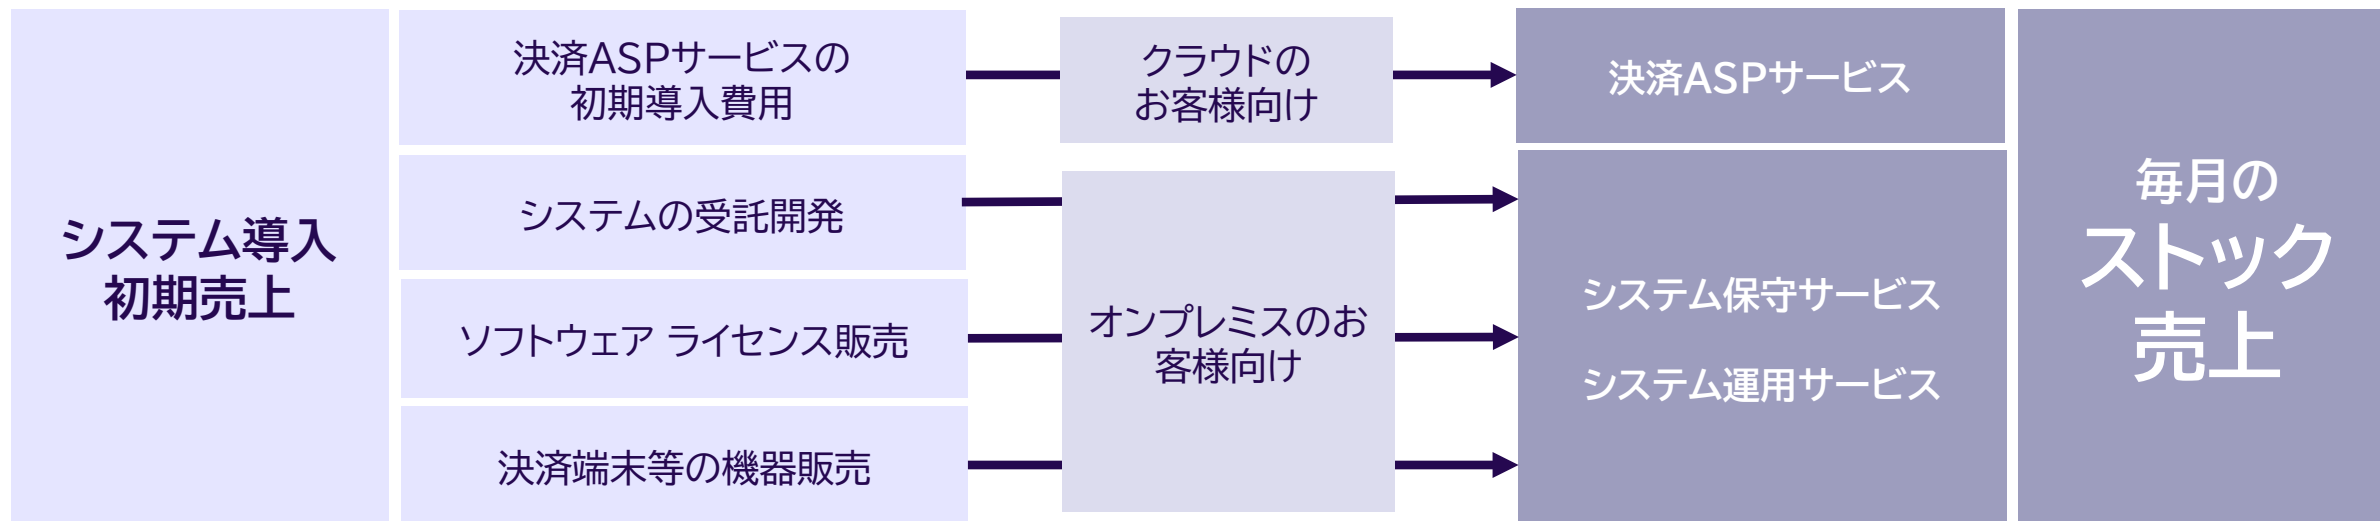 システム導入
初期売上
決済ASPサービスの
初期導入費用
システムの受託開発
ソフトウェア ライセンス販売
決済端末等の機器販売
クラウドの
お客様向け
オンプレミスのお
客様向け
決済ASPサービス
システム保守サービス
システム運用サービス
毎月の
ストック
売上